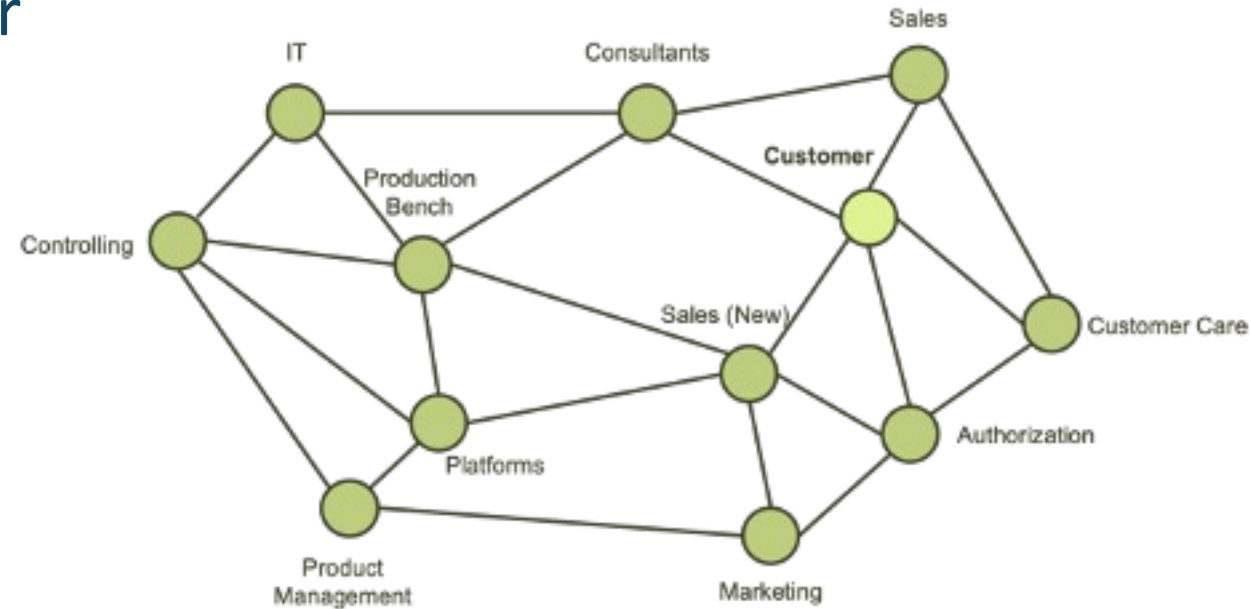 r
Sales
IT
Consultants
Customer
Production
Bench
Controlling
Sales (New)
Customer Care
Authorization
Platforms
Product
Management
Marketing